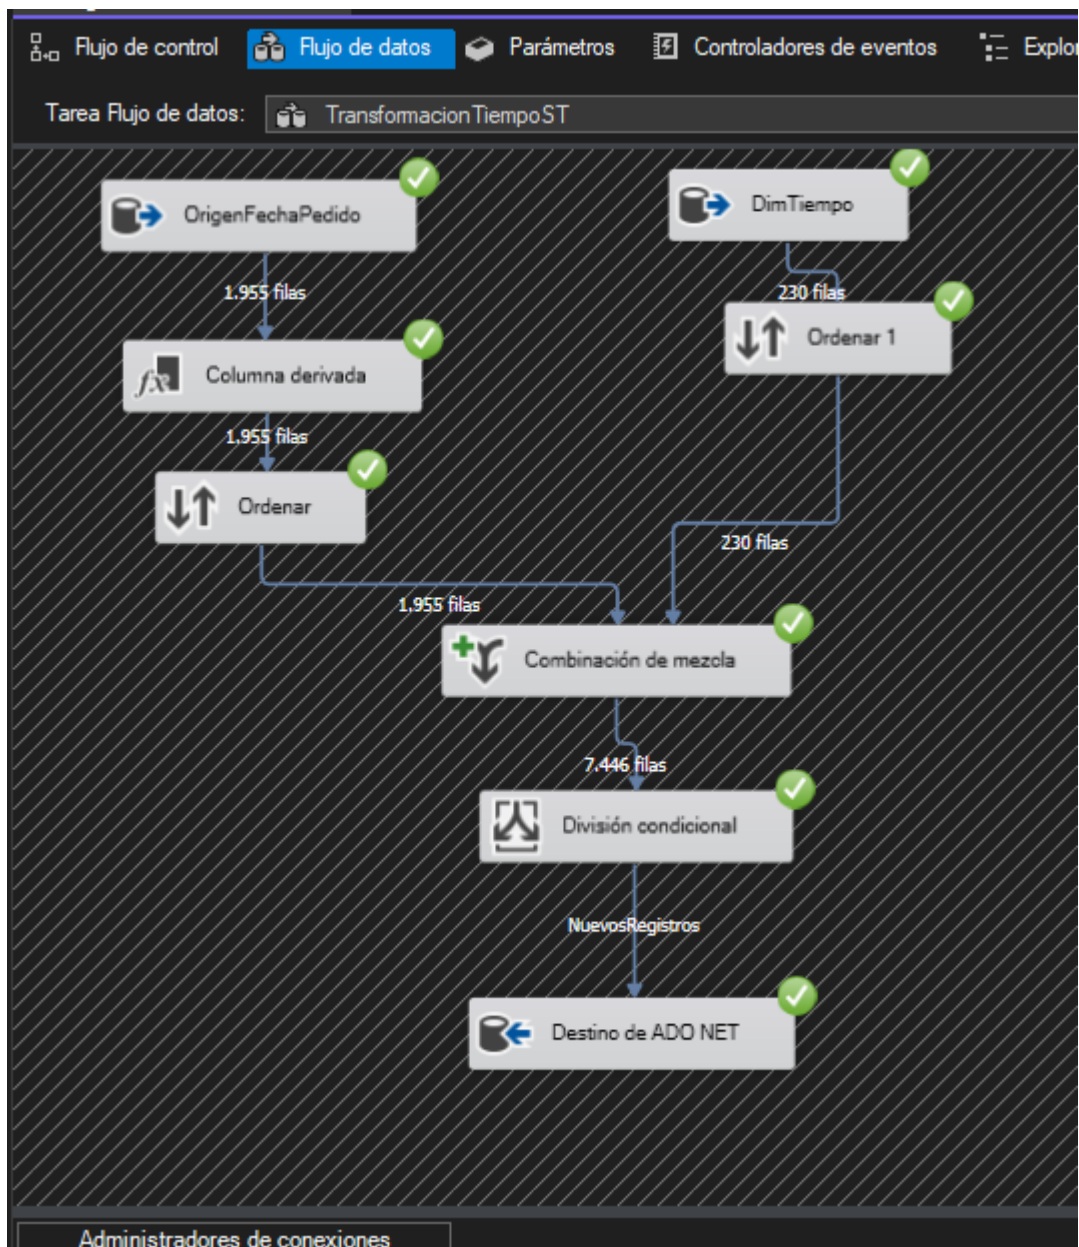 Flujo de control
Flujo de datos
Parámetros
Controladores de eventos
Explor
Tarea Flujo de datos:
TransformacionTiempoST
OrigenFechaPedido
DimTiempo
1.955 filas
230 filas
Ordenar 1
Columna derivada
1.955 filas
Ordenar
230 filas
1.955 filas
Combinación de mezcla
7.446 filas
División condicional
NuevosRegistros
Destino de ADO NET
Administradores de conexiones